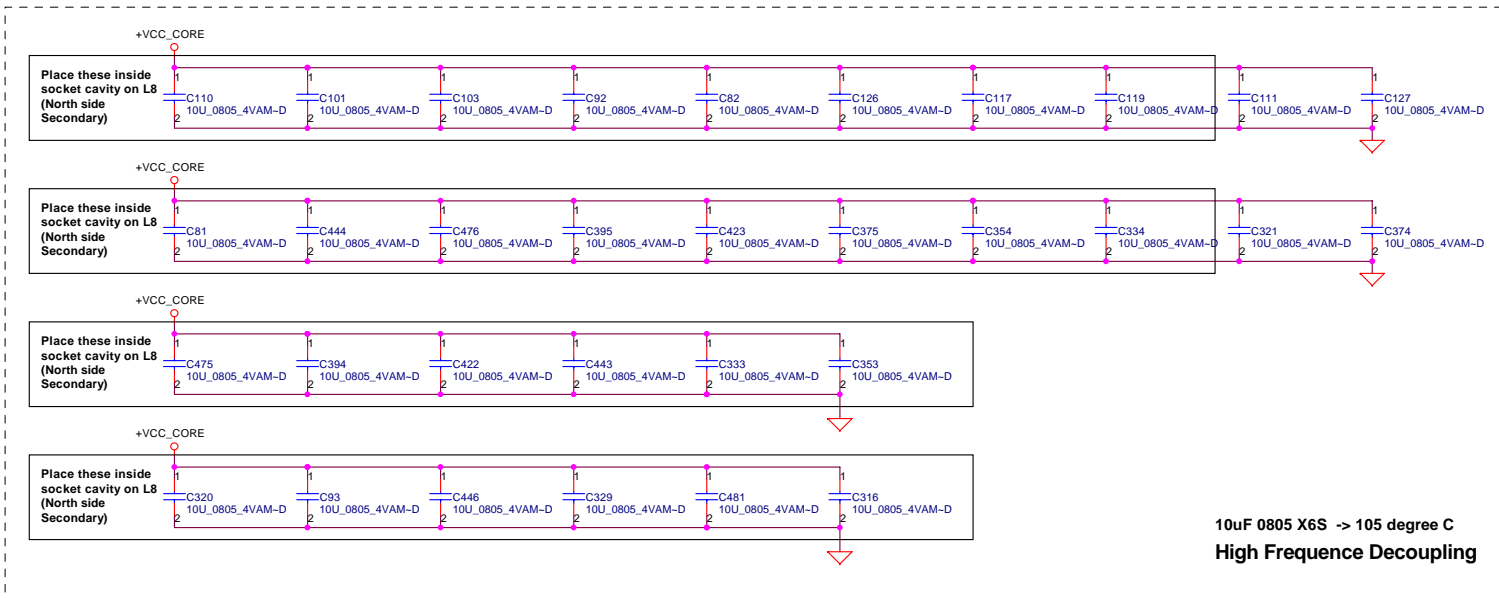 +VCC_CORE
Place these inside
socket cavity on L8
(North side
Secondary)
1 1 1 1 1 1 1 1 1 1
C110 C101 C103 C92 C82 C126 C117 C119 C111 C127
10U_0805_4VAM~D 10U_0805_4VAM~D 10U_0805_4VAM~D 10U_0805_4VAM~D 10U_0805_4VAM~D 10U_0805_4VAM~D 10U_0805_4VAM~D 10U_0805_4VAM~D 10U_0805_4VAM~D 10U_0805_4VAM~D
2 2 2 2 2 2 2 2 2 2
+VCC_CORE
Place these inside
socket cavity on L8
(North side
Secondary)
1 1 1 1 1 1 1 1 1 1
C81 C444 C476 C395 C423 C375 C354 C334 C321 C374
10U_0805_4VAM~D 10U_0805_4VAM~D 10U_0805_4VAM~D 10U_0805_4VAM~D 10U_0805_4VAM~D 10U_0805_4VAM~D 10U_0805_4VAM~D 10U_0805_4VAM~D 10U_0805_4VAM~D 10U_0805_4VAM~D
2 2 2 2 2 2 2 2 2 2
+VCC_CORE
Place these inside
socket cavity on L8
(North side
Secondary)
1 1 1 1 1 1
C475 C394 C422 C443 C333 C353
10U_0805_4VAM~D 10U_0805_4VAM~D 10U_0805_4VAM~D 10U_0805_4VAM~D 10U_0805_4VAM~D 10U_0805_4VAM~D
2 2 2 2 2 2
+VCC_CORE
Place these inside
socket cavity on L8
(North side
Secondary)
1 1 1 1 1 1
C320 C93 C446 C329 C481 C316
10U_0805_4VAM~D 10U_0805_4VAM~D 10U_0805_4VAM~D 10U_0805_4VAM~D 10U_0805_4VAM~D 10U_0805_4VAM~D
2 2 2 2 2 2
10uF 0805 X6S -> 105 degree C
High Frequence Decoupling